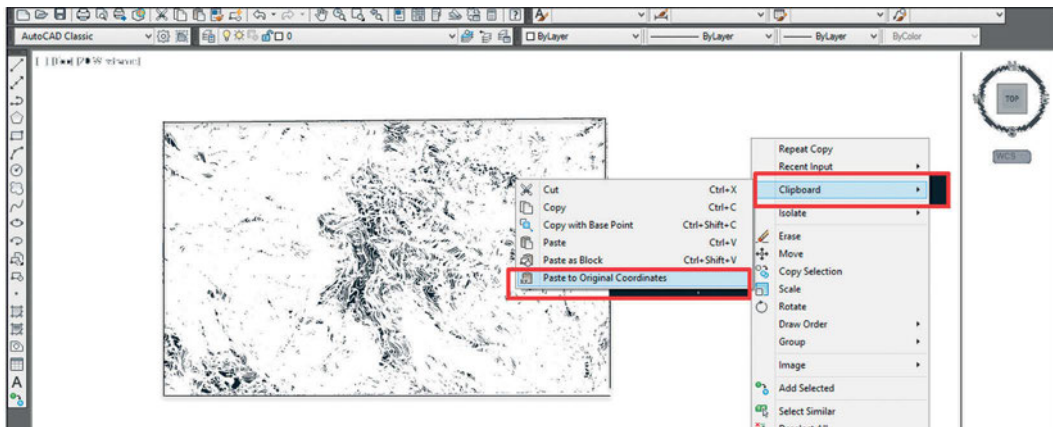 AutoCAD Classic
0
ByLayer
ByLayer
ByLayer
ByColor
TOP
WCS
Repeat Copy
Recent Input
Clipboard
Isolate
Erase
Move
Copy Selection
Scale
Rotate
Draw Order
Group
Image
Add Selected
Select Similar
Cut Ctrl+X
Copy Ctrl+C
Copy with Base Point Ctrl+Shift+C
Paste Ctrl+V
Paste as Block Ctrl+Shift+V
Paste to Original Coordinates
A